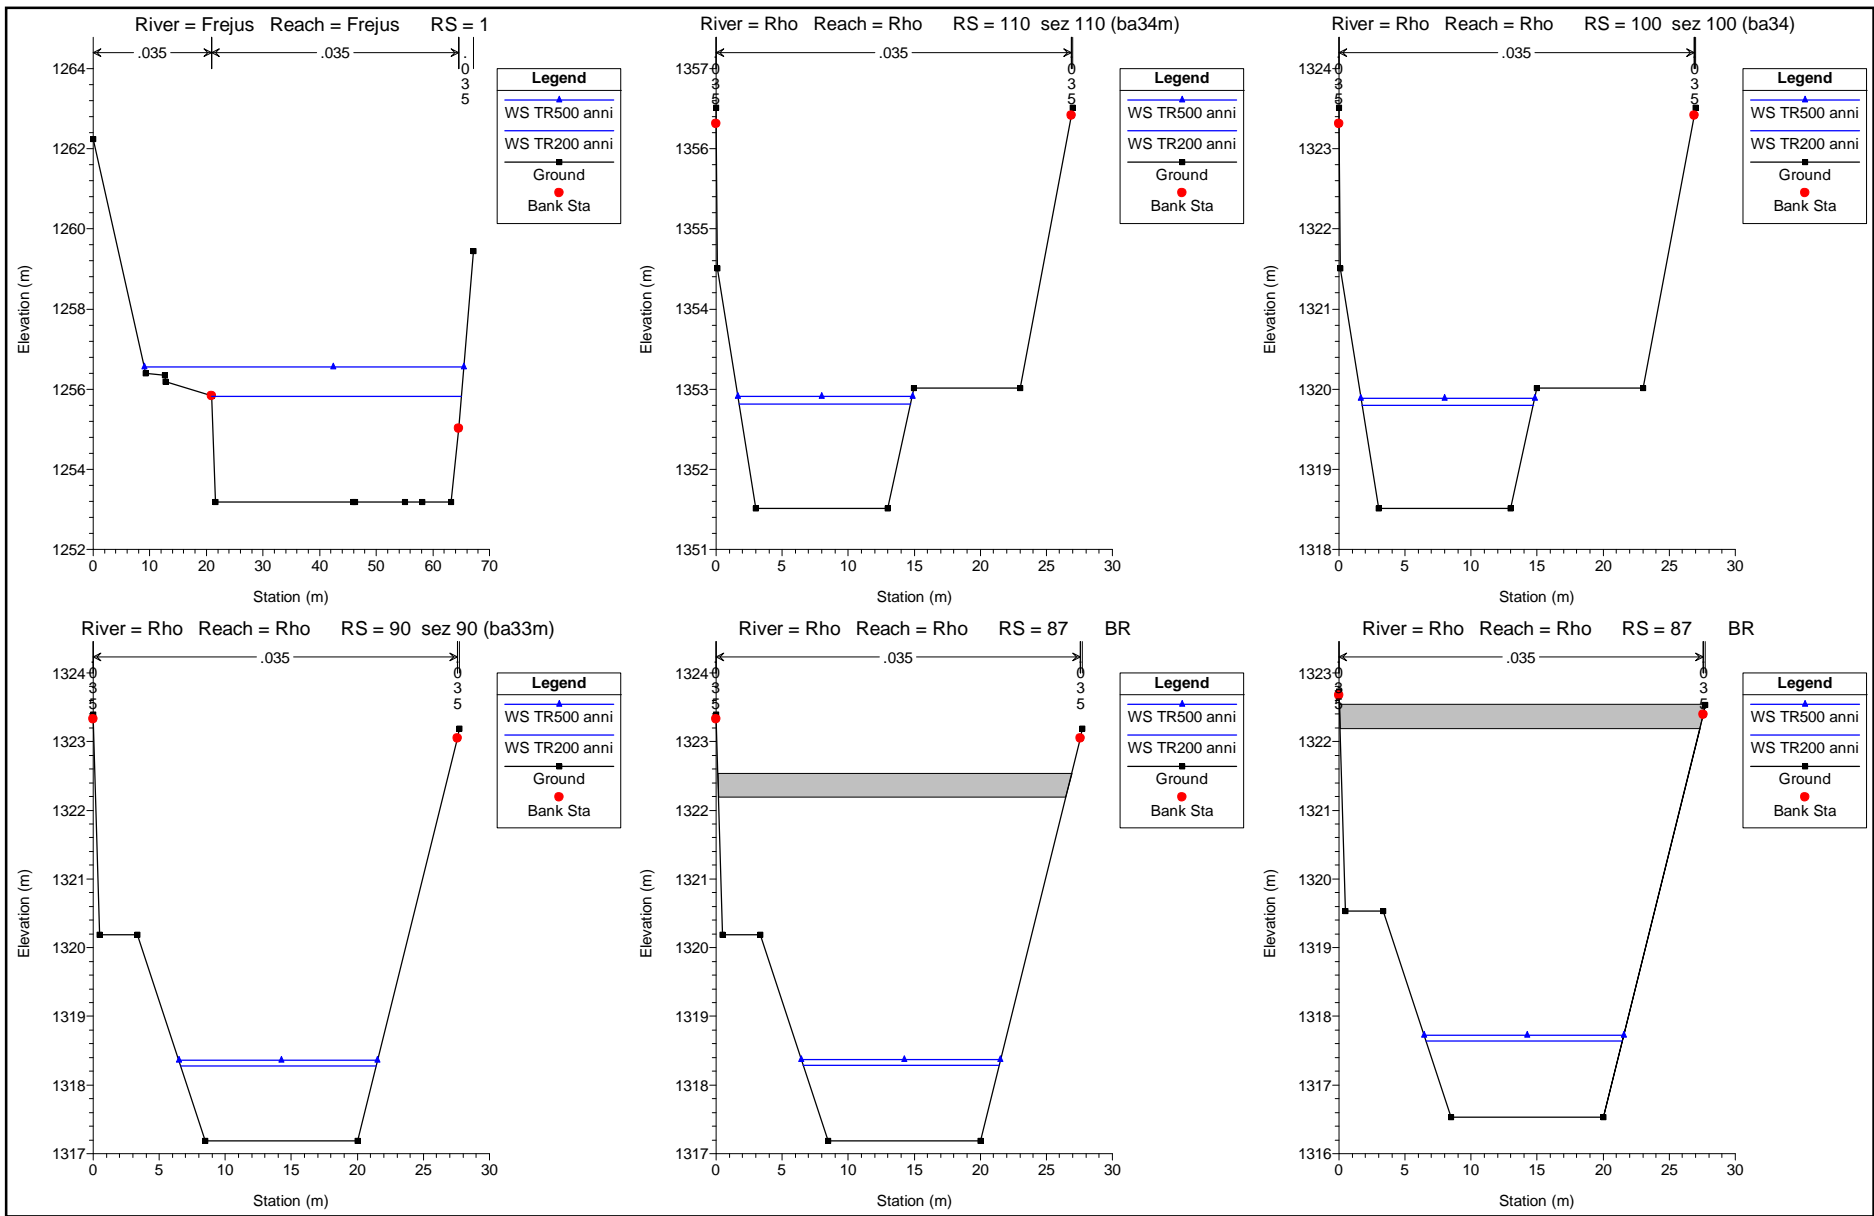 River = Frejus Reach = Frejus RS = 1
.035
.035
.035
Legend
WS TR500 anni
WS TR200 anni
Ground
Bank Sta
Elevation (m)
1264
1262
1260
1258
1256
1254
1252
0 10 20 30 40 50 60 70
Station (m)
River = Rho Reach = Rho RS = 110 sez 110 (ba34m)
.035
.035
.035
Legend
WS TR500 anni
WS TR200 anni
Ground
Bank Sta
Elevation (m)
1357
1356
1355
1354
1353
1352
1351
0 5 10 15 20 25 30
Station (m)
River = Rho Reach = Rho RS = 100 sez 100 (ba34)
.035
.035
.035
Legend
WS TR500 anni
WS TR200 anni
Ground
Bank Sta
Elevation (m)
1324
1323
1322
1321
1320
1319
1318
0 5 10 15 20 25 30
Station (m)
River = Rho Reach = Rho RS = 90 sez 90 (ba33m)
.035
.035
.035
Legend
WS TR500 anni
WS TR200 anni
Ground
Bank Sta
Elevation (m)
1324
1323
1322
1321
1320
1319
1318
1317
0 5 10 15 20 25 30
Station (m)
River = Rho Reach = Rho RS = 87 BR
.035
.035
.035
Legend
WS TR500 anni
WS TR200 anni
Ground
Bank Sta
Elevation (m)
1324
1323
1322
1321
1320
1319
1318
1317
0 5 10 15 20 25 30
Station (m)
River = Rho Reach = Rho RS = 87 BR
.035
.035
.035
Legend
WS TR500 anni
WS TR200 anni
Ground
Bank Sta
Elevation (m)
1323
1322
1321
1320
1319
1318
1317
1316
0 5 10 15 20 25 30
Station (m)